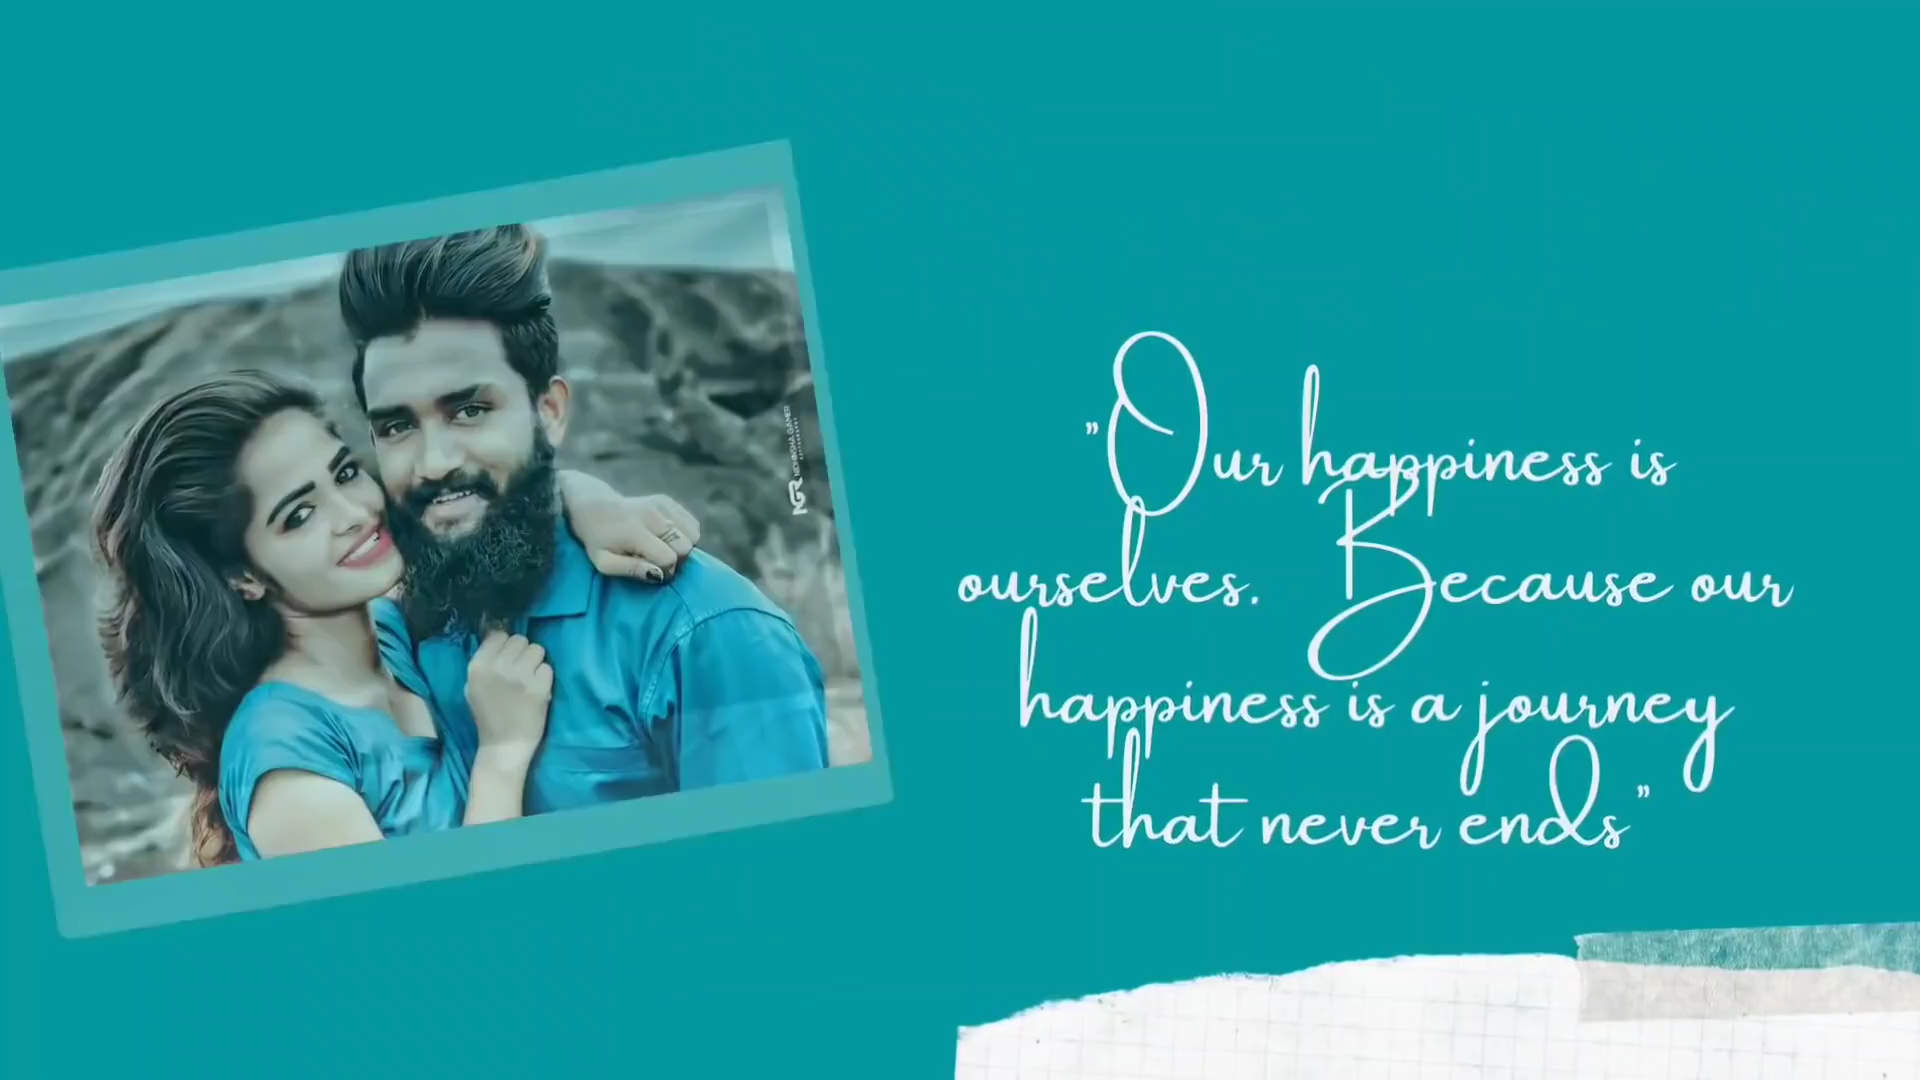 "Our happiness is
ourselves. Because our
happiness is a journey
that never ends"